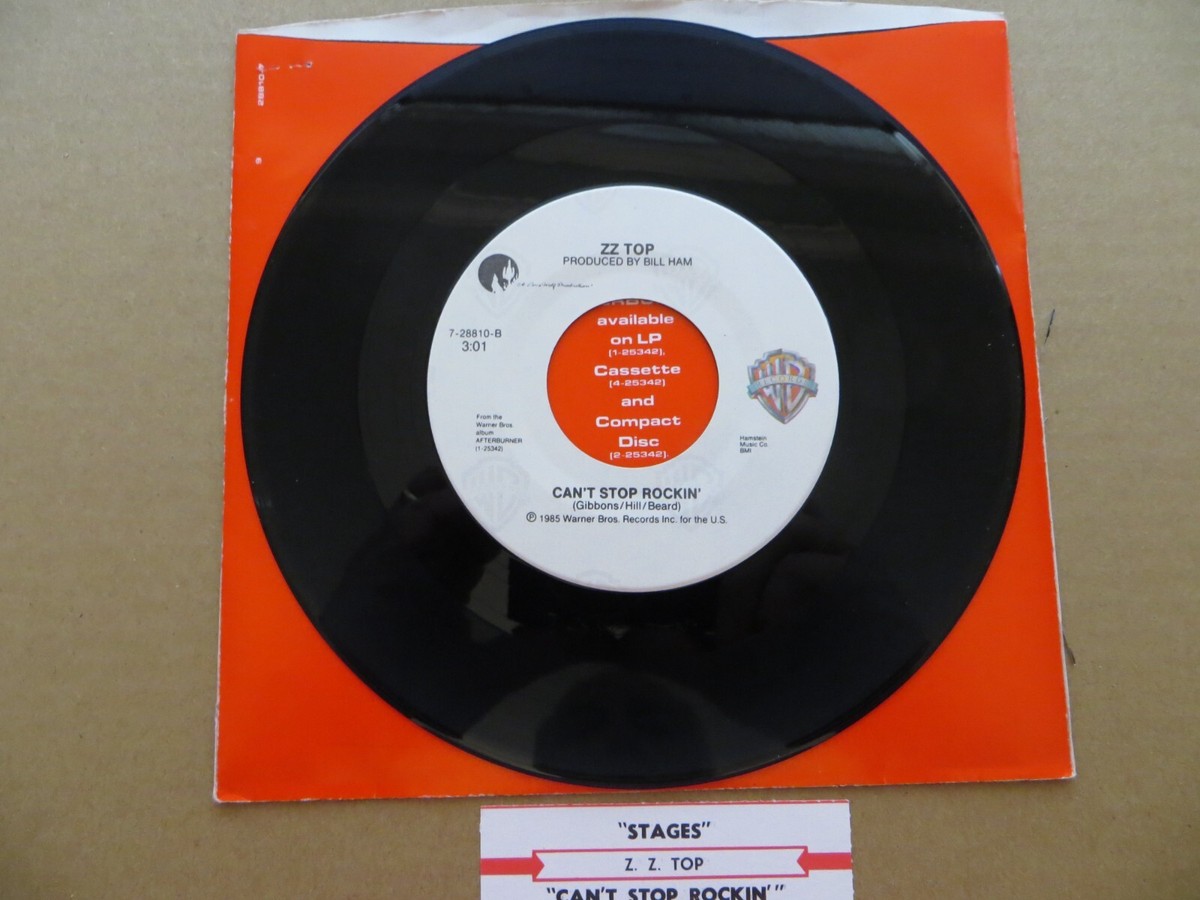 ZZ TOP
PRODUCED BY BILL HAM
7-28810-B
3:01
RECORDS
From the
Warner Bros.
album
AFTERBURNER
(1-25342)
Hamstein
Music Co.
BMI
available
on LP
(1-25342),
Cassette
(4-25342)
and
Compact
Disc
(2-25342).
CAN'T STOP ROCKIN'
(Gibbons/Hill/Beard)
℗ 1985 Warner Bros. Records Inc. for the U.S.
"STAGES"
Z. Z. TOP
"CAN'T STOP ROCKIN'"